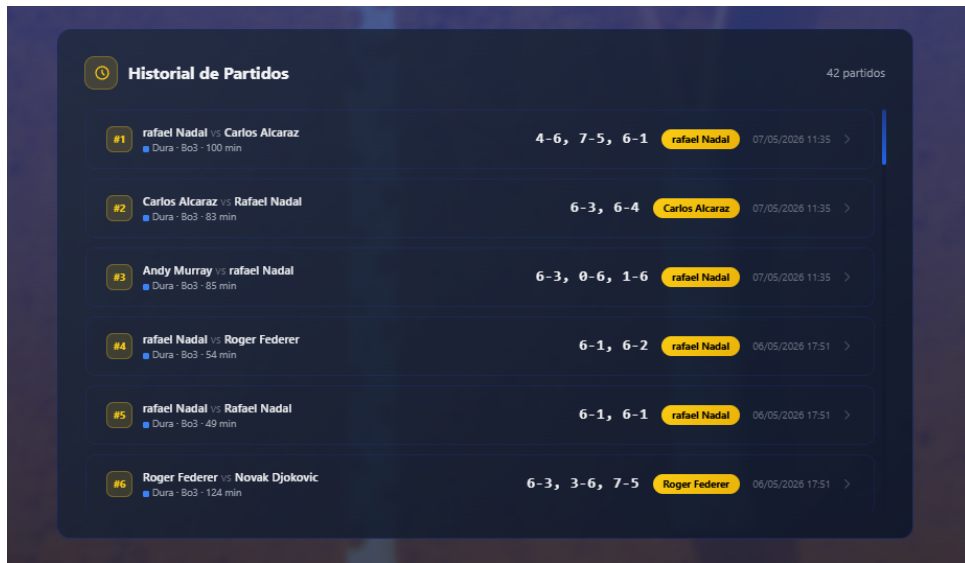 Historial de Partidos
42 partidos
#1
rafael Nadal vs Carlos Alcaraz
Dura · Bo3 · 100 min
4-6, 7-5, 6-1
rafael Nadal
07/05/2026 11:35
#2
Carlos Alcaraz vs Rafael Nadal
Dura · Bo3 · 83 min
6-3, 6-4
Carlos Alcaraz
07/05/2026 11:35
#3
Andy Murray vs rafael Nadal
Dura · Bo3 · 85 min
6-3, 0-6, 1-6
rafael Nadal
07/05/2026 11:35
#4
rafael Nadal vs Roger Federer
Dura · Bo3 · 54 min
6-1, 6-2
rafael Nadal
06/05/2026 17:51
#5
rafael Nadal vs Rafael Nadal
Dura · Bo3 · 49 min
6-1, 6-1
rafael Nadal
06/05/2026 17:51
#6
Roger Federer vs Novak Djokovic
Dura · Bo3 · 124 min
6-3, 3-6, 7-5
Roger Federer
06/05/2026 17:51